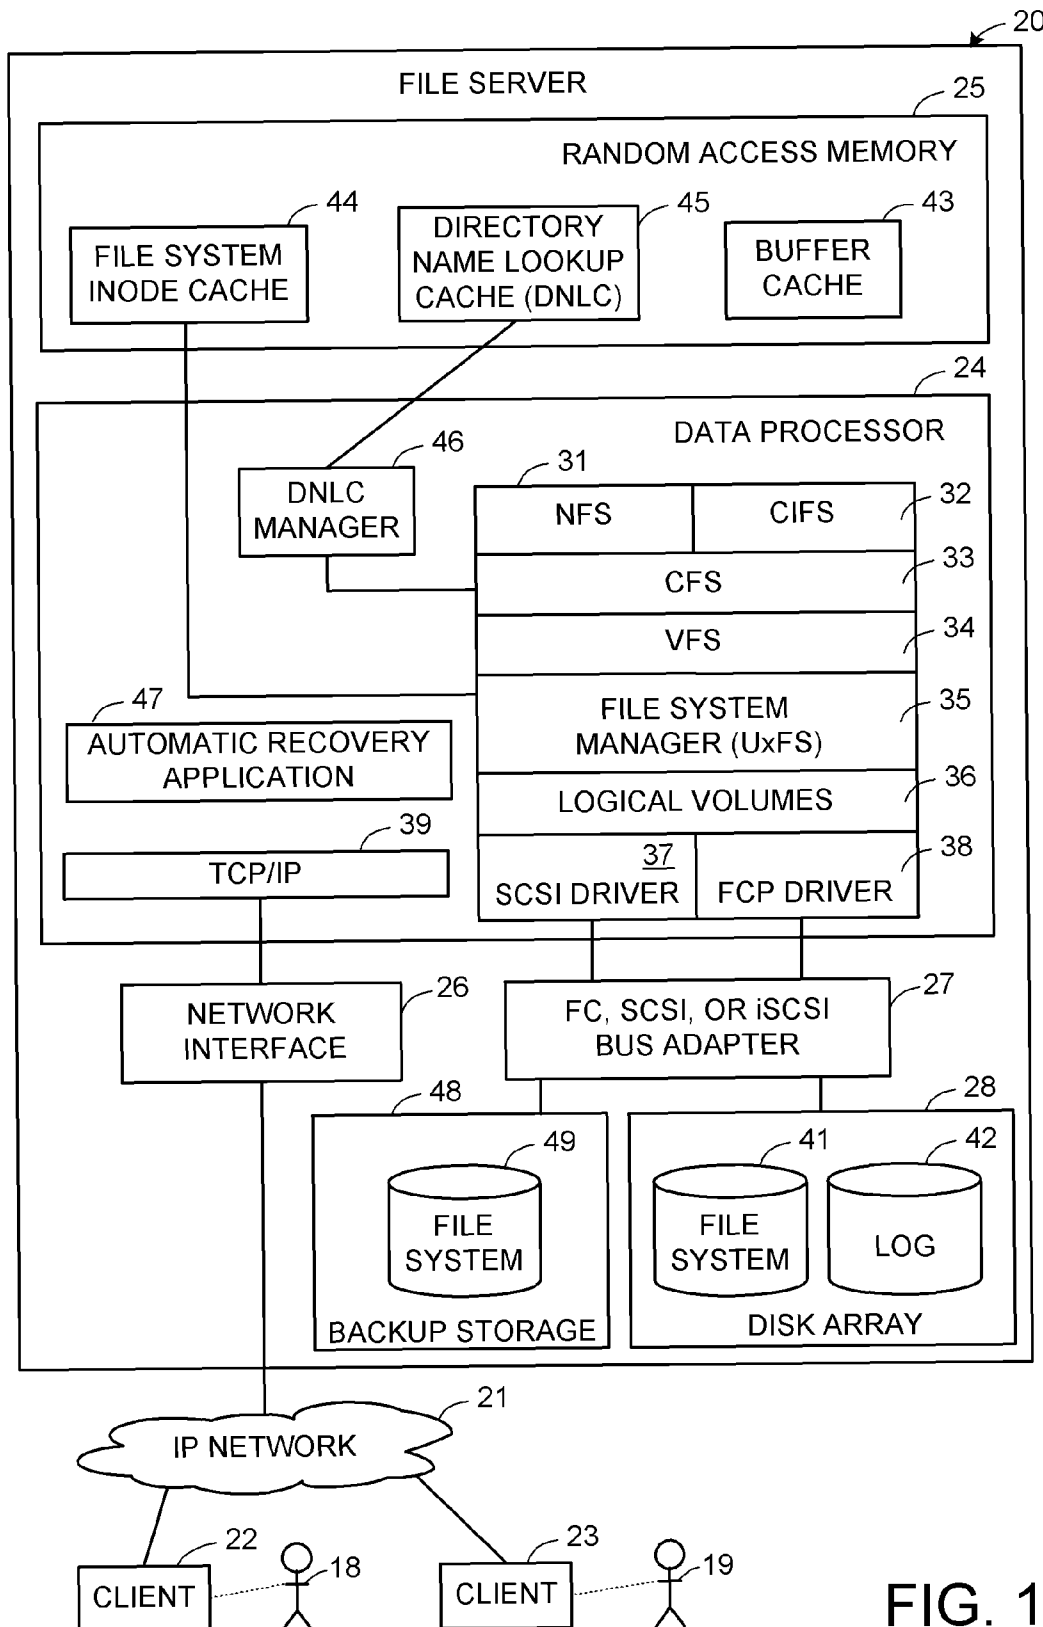 20
FILE SERVER
25
RANDOM ACCESS MEMORY
44
45
43
FILE SYSTEM
INODE CACHE
DIRECTORY
NAME LOOKUP
CACHE (DNLC)
BUFFER
CACHE
24
DATA PROCESSOR
46
DNLC
MANAGER
31
NFS
CIFS
32
CFS
33
VFS
34
FILE SYSTEM
MANAGER (UxFS)
35
47
AUTOMATIC RECOVERY
APPLICATION
LOGICAL VOLUMES
36
39
TCP/IP
37
SCSI DRIVER
FCP DRIVER
38
26
NETWORK
INTERFACE
27
FC, SCSI, OR iSCSI
BUS ADAPTER
48
28
49
FILE
SYSTEM
41
FILE
SYSTEM
42
LOG
BACKUP STORAGE
DISK ARRAY
21
IP NETWORK
22
CLIENT
18
23
CLIENT
19
FIG. 1